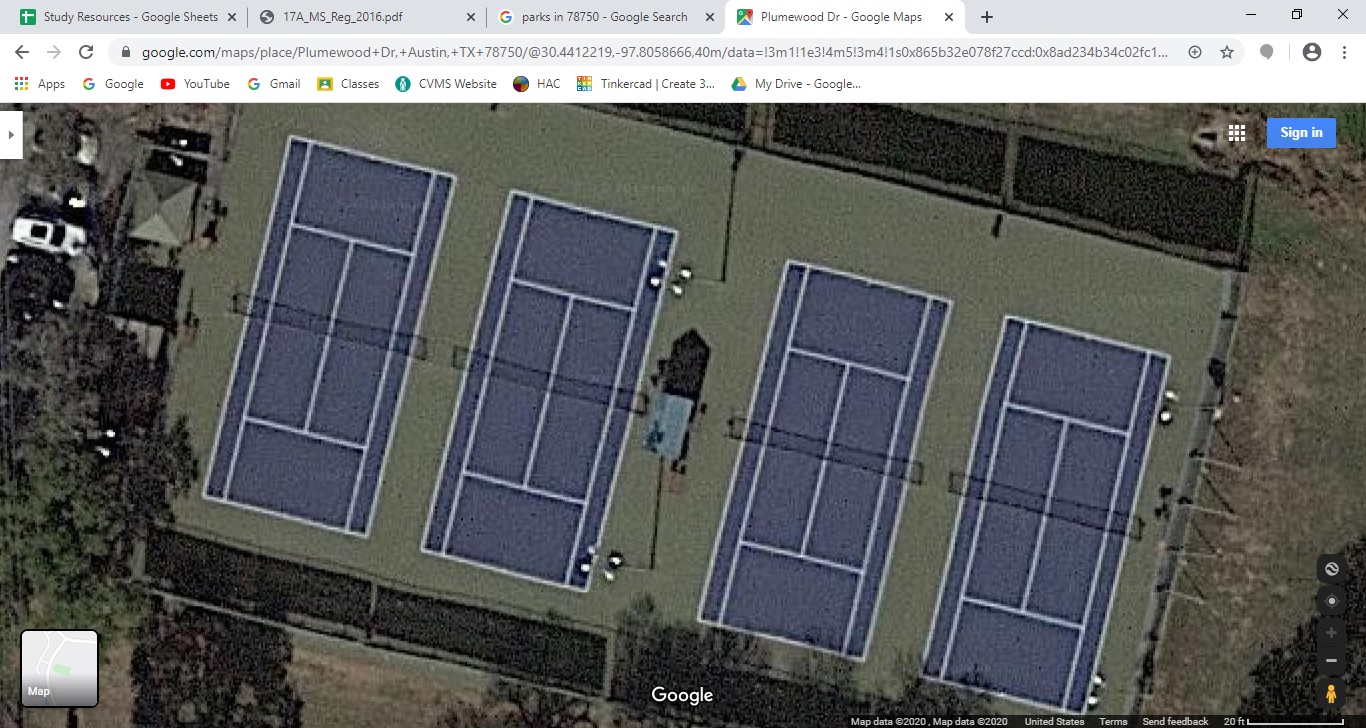 Study Resources - Google Sheets
17A_MS_Reg_2016.pdf
parks in 78750 - Google Search
Plumewood Dr - Google Maps
google.com/maps/place/Plumewood+Dr,+Austin,+TX+78750/@30.4412219,-97.8058666,40m/data=!3m1!1e3!4m5!3m4!1s0x865b32e078f27ccd:0x8ad234b34c02fc1...
Apps Google YouTube Gmail Classes CVMS Website HAC Tinkercad | Create 3... My Drive - Google...
Sign in
Map
Google
Map data ©2020 , Map data ©2020 United States Terms Send feedback 20 ft